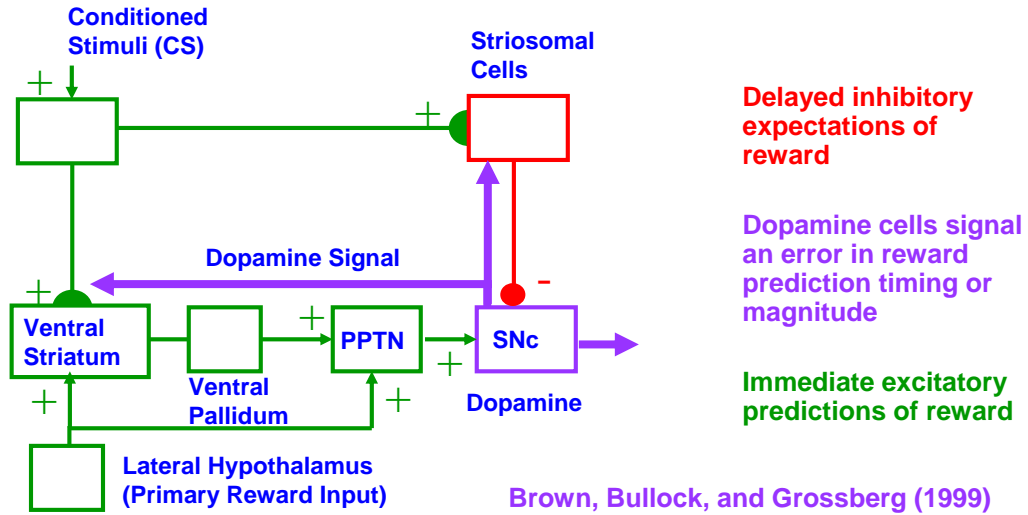 Conditioned
Stimuli (CS)
Striosomal
Cells
+
+
Delayed inhibitory
expectations of
reward
Dopamine Signal
Dopamine cells signal
an error in reward
prediction timing or
magnitude
+
-
Ventral
Striatum
+
PPTN
+
SNc
Ventral
Pallidum
Dopamine
+
+
Immediate excitatory
predictions of reward
Lateral Hypothalamus
(Primary Reward Input)
Brown, Bullock, and Grossberg (1999)